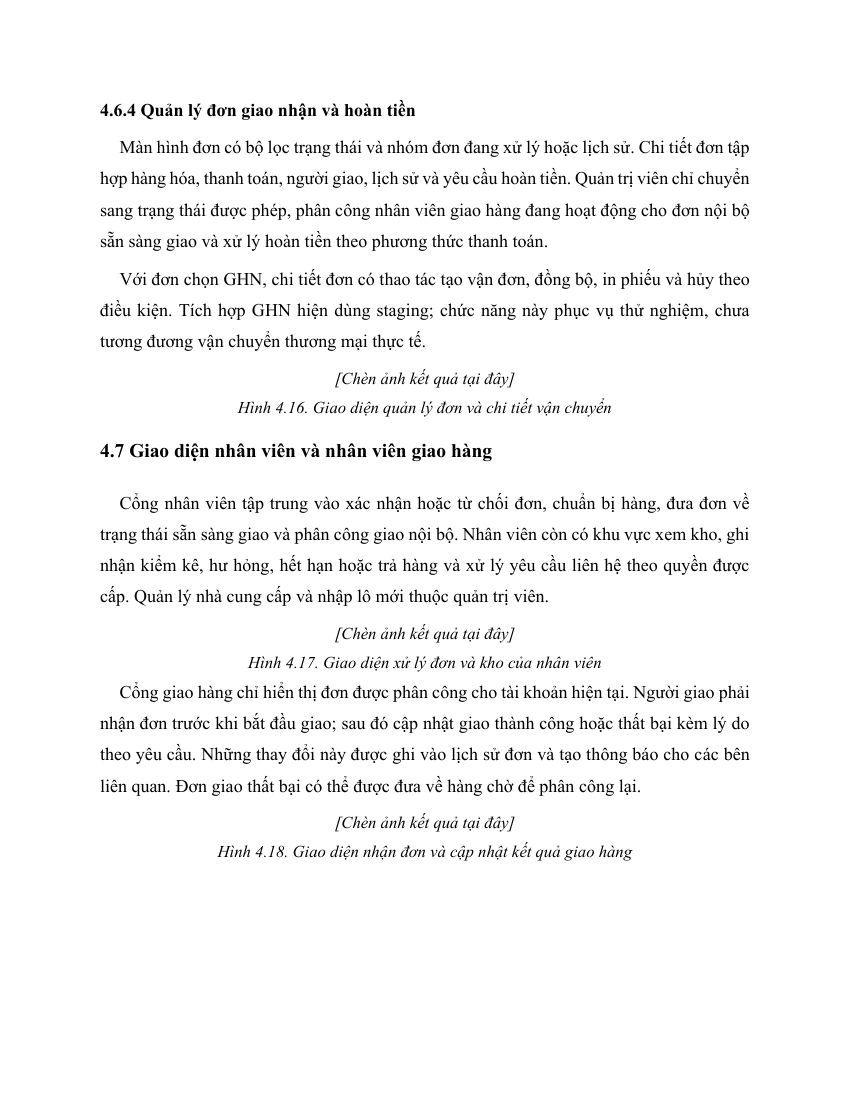 4.6.4 Quản lý đơn giao nhận và hoàn tiền
Màn hình đơn có bộ lọc trạng thái và nhóm đơn đang xử lý hoặc lịch sử. Chi tiết đơn tập
hợp hàng hóa, thanh toán, người giao, lịch sử và yêu cầu hoàn tiền. Quản trị viên chỉ chuyển
sang trạng thái được phép, phân công nhân viên giao hàng đang hoạt động cho đơn nội bộ
sẵn sàng giao và xử lý hoàn tiền theo phương thức thanh toán.
Với đơn chọn GHN, chi tiết đơn có thao tác tạo vận đơn, đồng bộ, in phiếu và hủy theo
điều kiện. Tích hợp GHN hiện dùng staging; chức năng này phục vụ thử nghiệm, chưa
tương đương vận chuyển thương mại thực tế.
[Chèn ảnh kết quả tại đây]
Hình 4.16. Giao diện quản lý đơn và chi tiết vận chuyển
4.7 Giao diện nhân viên và nhân viên giao hàng
Cổng nhân viên tập trung vào xác nhận hoặc từ chối đơn, chuẩn bị hàng, đưa đơn về
trạng thái sẵn sàng giao và phân công giao nội bộ. Nhân viên còn có khu vực xem kho, ghi
nhận kiểm kê, hư hỏng, hết hạn hoặc trả hàng và xử lý yêu cầu liên hệ theo quyền được
cấp. Quản lý nhà cung cấp và nhập lô mới thuộc quản trị viên.
[Chèn ảnh kết quả tại đây]
Hình 4.17. Giao diện xử lý đơn và kho của nhân viên
Cổng giao hàng chỉ hiển thị đơn được phân công cho tài khoản hiện tại. Người giao phải
nhận đơn trước khi bắt đầu giao; sau đó cập nhật giao thành công hoặc thất bại kèm lý do
theo yêu cầu. Những thay đổi này được ghi vào lịch sử đơn và tạo thông báo cho các bên
liên quan. Đơn giao thất bại có thể được đưa về hàng chờ để phân công lại.
[Chèn ảnh kết quả tại đây]
Hình 4.18. Giao diện nhận đơn và cập nhật kết quả giao hàng